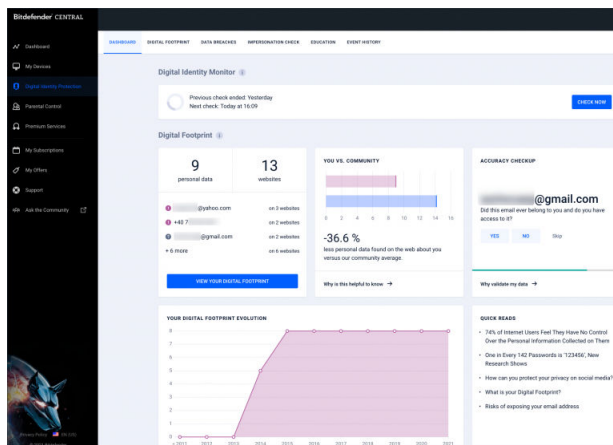 Bitdefender CENTRAL
Dashboard
My Devices
Digital Identity Protection
Parental Control
Premium Services
My Subscriptions
My Offers
Support
Ask the Community
Privacy Policy
DASHBOARD DIGITAL FOOTPRINT DATA BREACHES IMPERSONATION CHECK EDUCATION EVENT HISTORY
Digital Identity Monitor
Previous check ended: Yesterday
Next check: Today at 16:09
CHECK NOW
Digital Footprint
9
personal data
13
websites
@yahoo.com on 3 websites
+43 7 on 2 websites
@gmail.com on 2 websites
+ 6 more on 6 websites
VIEW YOUR DIGITAL FOOTPRINT
YOU VS. COMMUNITY
0 2 4 6 8 10 12 14 16
-36.6 %
less personal data found on the web about you
versus our community average.
Why is this helpful to know →
ACCURACY CHECKUP
@gmail.com
Did this email ever belong to you and do you have
access to it?
YES NO Skip
Why validate my data →
YOUR DIGITAL FOOTPRINT EVOLUTION
8
7
6
5
4
3
2
1
0
2012 2013 2014 2015 2016 2017 2018 2019 2020 2021
QUICK READS
74% of Internet Users Feel They Have No Control
Over the Personal Information Collected on Them
One in Every 142 Passwords is '123456', New
Research Shows
How can you protect your privacy on social media?
What is your Digital Footprint?
Risks of exposing your email address